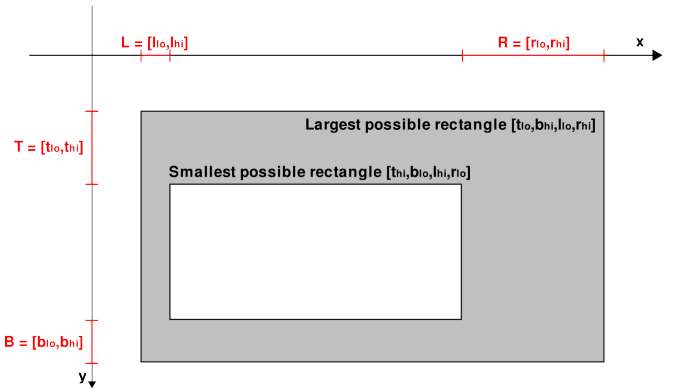 L = [llo,lhi]
R = [rlo,rhi]
x
Largest possible rectangle [tlo,bhi,llo,rhi]
T = [tlo,thi]
Smallest possible rectangle [thi,blo,lhi,rlo]
B = [blo,bhi]
y